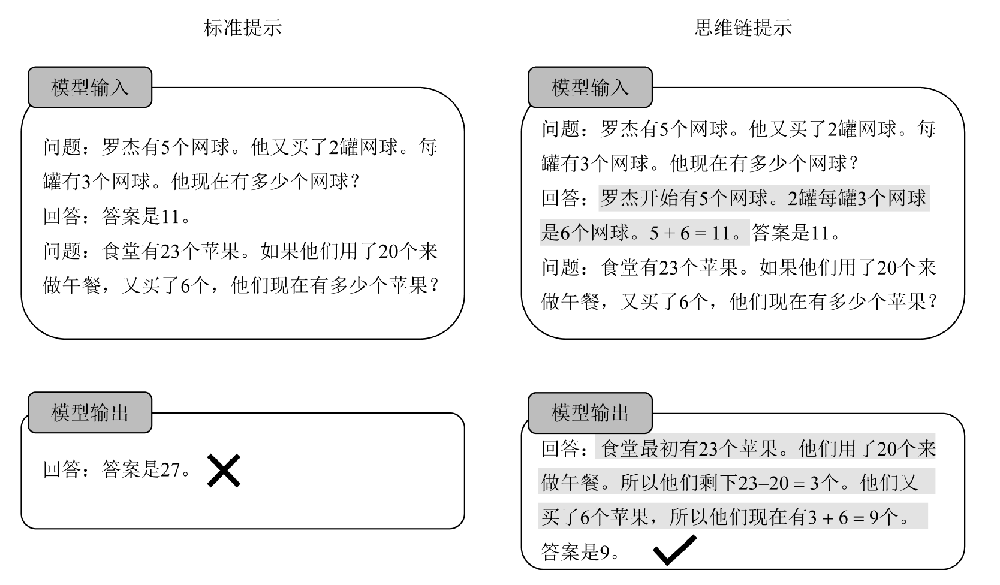 标准提示
模型输入
问题：罗杰有5个网球。他又买了2罐网球。每
罐有3个网球。他现在有多少个网球？
回答：答案是11。
问题：食堂有23个苹果。如果他们用了20个来
做午餐，又买了6个，他们现在有多少个苹果？
模型输出
回答：答案是27。
思维链提示
模型输入
问题：罗杰有5个网球。他又买了2罐网球。每
罐有3个网球。他现在有多少个网球？
回答：罗杰开始有5个网球。2罐每罐3个网球
是6个网球。5 + 6 = 11。答案是11。
问题：食堂有23个苹果。如果他们用了20个来
做午餐，又买了6个，他们现在有多少个苹果？
模型输出
回答：食堂最初有23个苹果。他们用了20个来
做午餐。所以他们剩下23–20 = 3个。他们又
买了6个苹果，所以他们现在有3 + 6 = 9个。
答案是9。